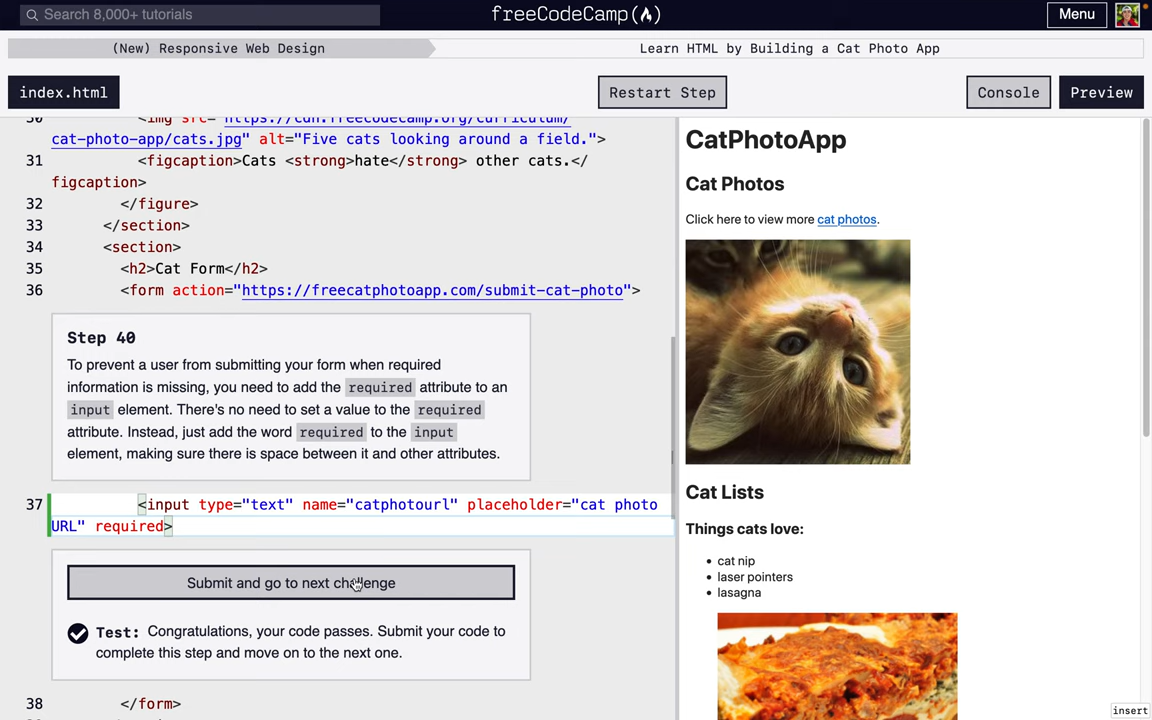 Search 8,000+ tutorials
freeCodeCamp(🔥)
Menu
(New) Responsive Web Design
Learn HTML by Building a Cat Photo App
index.html
Restart Step
Console
Preview
30 <img src="https://cdn.freecodecamp.org/curriculum/
cat-photo-app/cats.jpg" alt="Five cats looking around a field.">
31 <figcaption>Cats <strong>hate</strong> other cats.</
figcaption>
32 </figure>
33 </section>
34 <section>
35 <h2>Cat Form</h2>
36 <form action="https://freecatphotoapp.com/submit-cat-photo">
Step 40
To prevent a user from submitting your form when required
information is missing, you need to add the required attribute to an
input element. There's no need to set a value to the required
attribute. Instead, just add the word required to the input
element, making sure there is space between it and other attributes.
37 <input type="text" name="catphotourl" placeholder="cat photo
URL" required>
Submit and go to next challenge
Test: Congratulations, your code passes. Submit your code to
complete this step and move on to the next one.
38 </form>
CatPhotoApp
Cat Photos
Click here to view more cat photos.
Cat Lists
Things cats love:
• cat nip
• laser pointers
• lasagna
insert